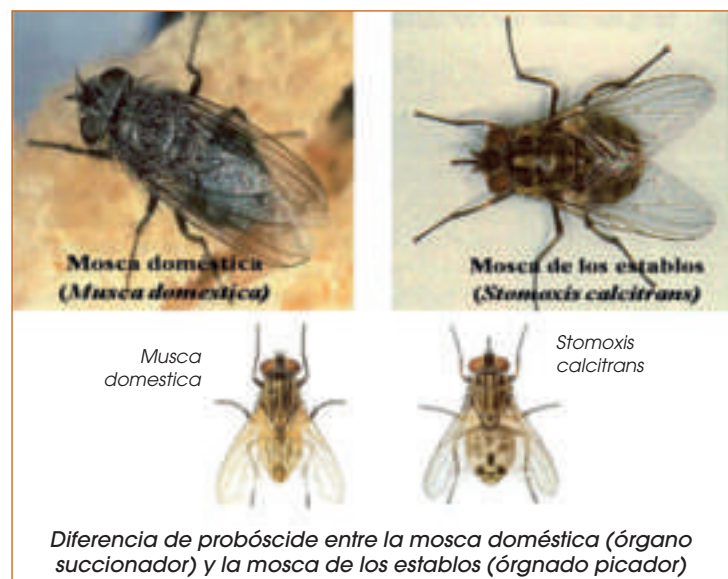 Mosca doméstica
(Musca domestica)
Mosca de los establos
(Stomoxis calcitrans)
Musca
domestica
Stomoxis
calcitrans
Diferencia de probóscide entre la mosca doméstica (órgano
succionador) y la mosca de los establos (órgnado picador)